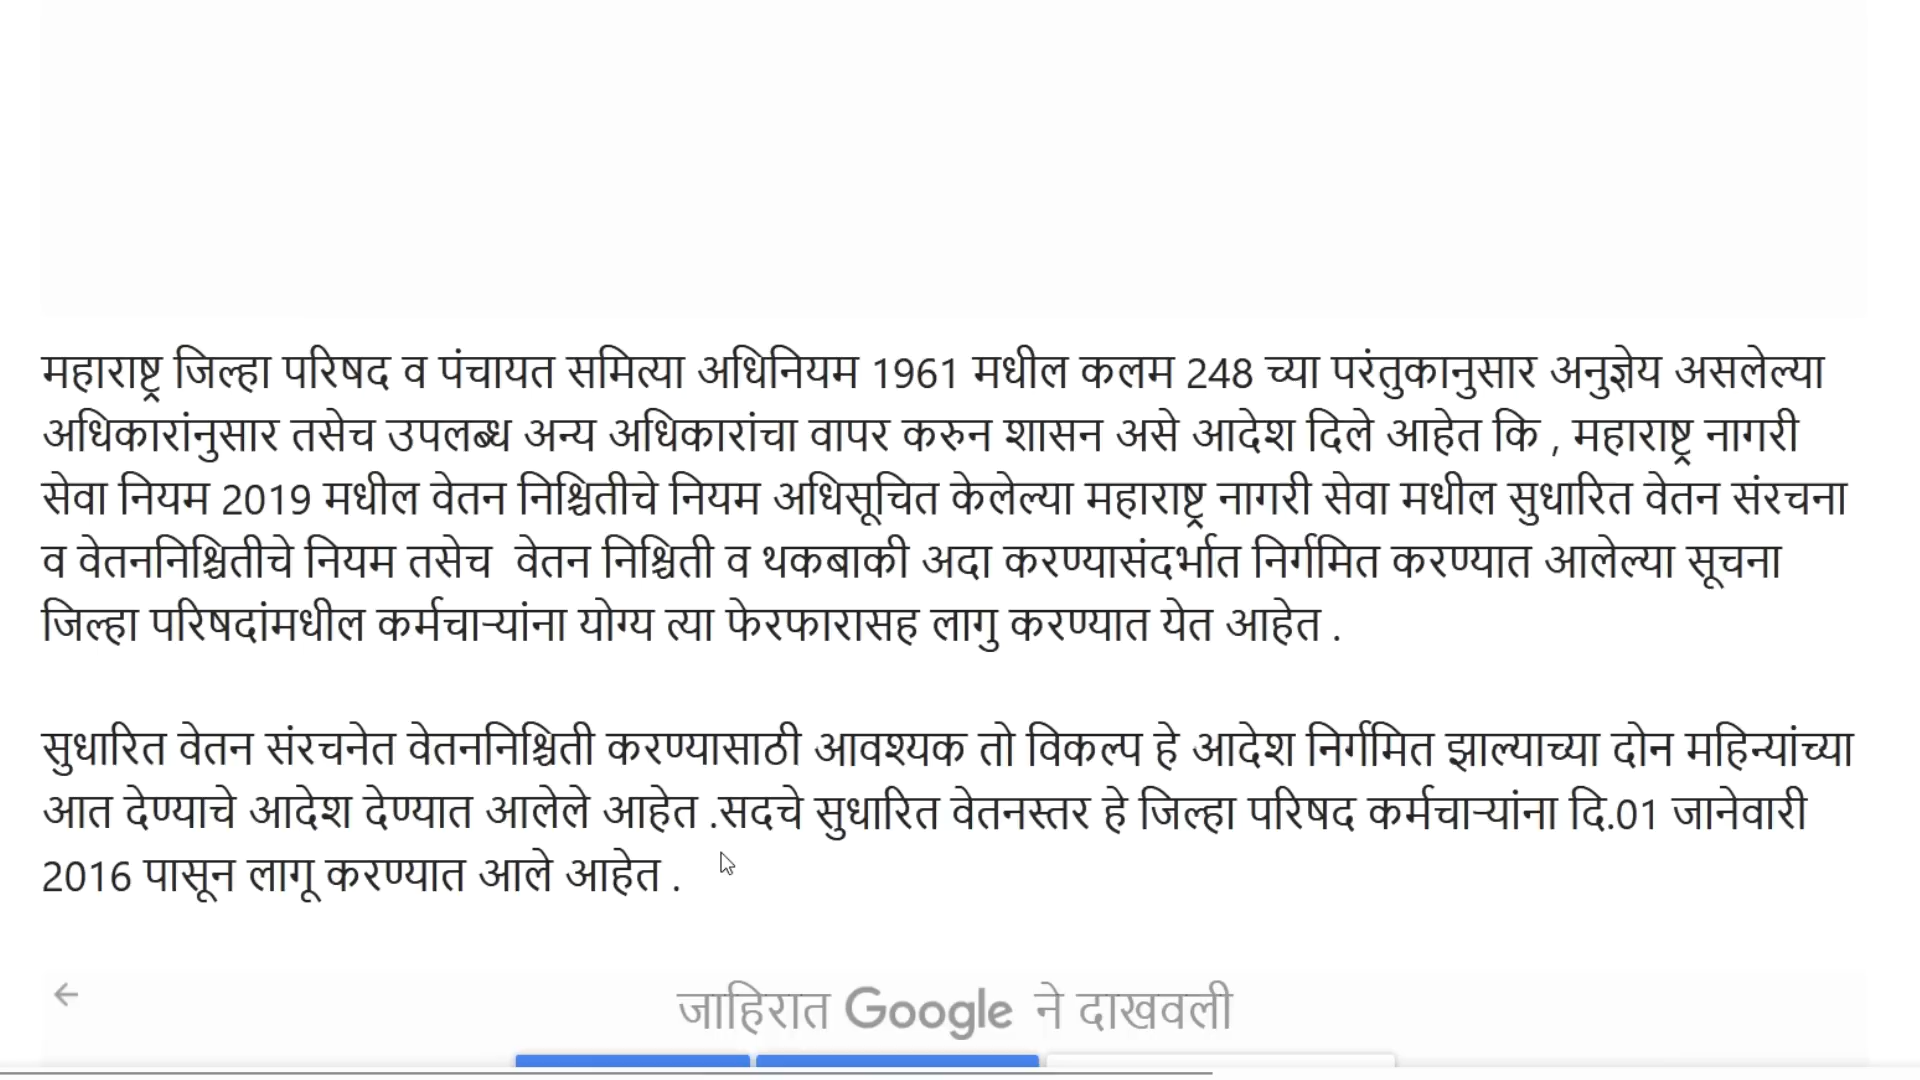 महाराष्ट्र जिल्हा परिषद व पंचायत समित्या अधिनियम 1961 मधील कलम 248 च्या परंतुकानुसार अनुज्ञेय असलेल्या
अधिकारांनुसार तसेच उपलब्ध अन्य अधिकारांचा वापर करुन शासन असे आदेश दिले आहेत कि , महाराष्ट्र नागरी
सेवा नियम 2019 मधील वेतन निश्चितीचे नियम अधिसूचित केलेल्या महाराष्ट्र नागरी सेवा मधील सुधारित वेतन संरचना
व वेतननिश्चितीचे नियम तसेच वेतन निश्चिती व थकबाकी अदा करण्यासंदर्भात निर्गमित करण्यात आलेल्या सूचना
जिल्हा परिषदांमधील कर्मचाऱ्यांना योग्य त्या फेरफारासह लागु करण्यात येत आहेत .
सुधारित वेतन संरचनेत वेतननिश्चिती करण्यासाठी आवश्यक तो विकल्प हे आदेश निर्गमित झाल्याच्या दोन महिन्यांच्या
आत देण्याचे आदेश देण्यात आलेले आहेत .सदचे सुधारित वेतनस्तर हे जिल्हा परिषद कर्मचाऱ्यांना दि.01 जानेवारी
2016 पासून लागू करण्यात आले आहेत .
जाहिरात Google ने दाखवली